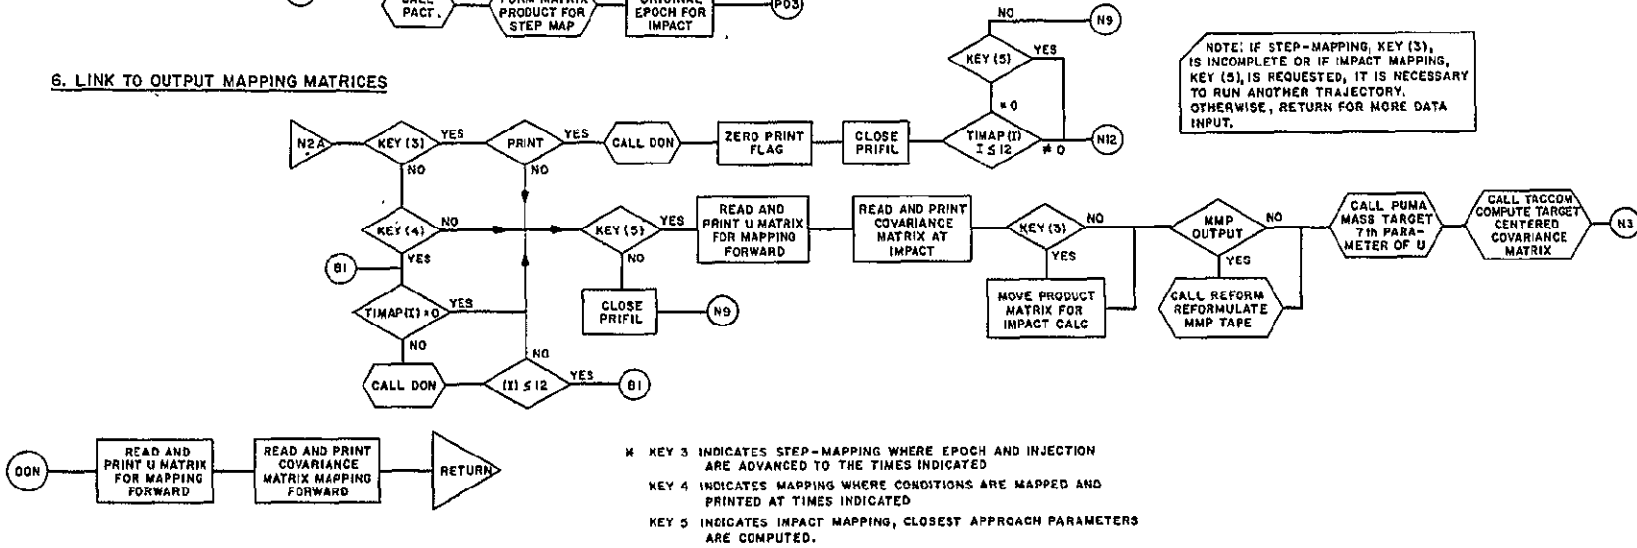 CALL
PACT.
FORM MATRIX
PRODUCT FOR
STEP MAP
ORIGINAL
EPOCH FOR
IMPACT
PO3
6. LINK TO OUTPUT MAPPING MATRICES
NO
N9
KEY (5)
YES
= 0
NOTE: IF STEP-MAPPING, KEY (3),
IS INCOMPLETE OR IF IMPACT MAPPING,
KEY (5), IS REQUESTED, IT IS NECESSARY
TO RUN ANOTHER TRAJECTORY.
OTHERWISE, RETURN FOR MORE DATA
INPUT.
N2A
KEY (3)
YES
NO
PRINT
YES
NO
CALL DON
ZERO PRINT
FLAG
CLOSE
PRIFIL
TIMAP(I)
I ≤ 12
≠ 0
N12
KEY (4)
NO
YES
KEY (5)
YES
NO
READ AND
PRINT U MATRIX
FOR MAPPING
FORWARD
READ AND PRINT
COVARIANCE
MATRIX AT
IMPACT
KEY (3)
NO
YES
MMP
OUTPUT
NO
YES
CALL PUMA
MASS TARGET
7th PARA-
METER OF U
CALL TACCOM
COMPUTE TARGET
CENTERED
COVARIANCE
MATRIX
N3
B1
TIMAP(I) = 0
YES
NO
CLOSE
PRIFIL
N9
MOVE PRODUCT
MATRIX FOR
IMPACT CALC
CALL REFORM
REFORMULATE
MMP TAPE
CALL DON
(I) ≤ 12
NO
YES
B1
DON
READ AND
PRINT U MATRIX
FOR MAPPING
FORWARD
READ AND PRINT
COVARIANCE
MATRIX MAPPING
FORWARD
RETURN
* KEY 3 INDICATES STEP-MAPPING WHERE EPOCH AND INJECTION
ARE ADVANCED TO THE TIMES INDICATED
KEY 4 INDICATES MAPPING WHERE CONDITIONS ARE MAPPED AND
PRINTED AT TIMES INDICATED
KEY 5 INDICATES IMPACT MAPPING, CLOSEST APPROACH PARAMETERS
ARE COMPUTED.